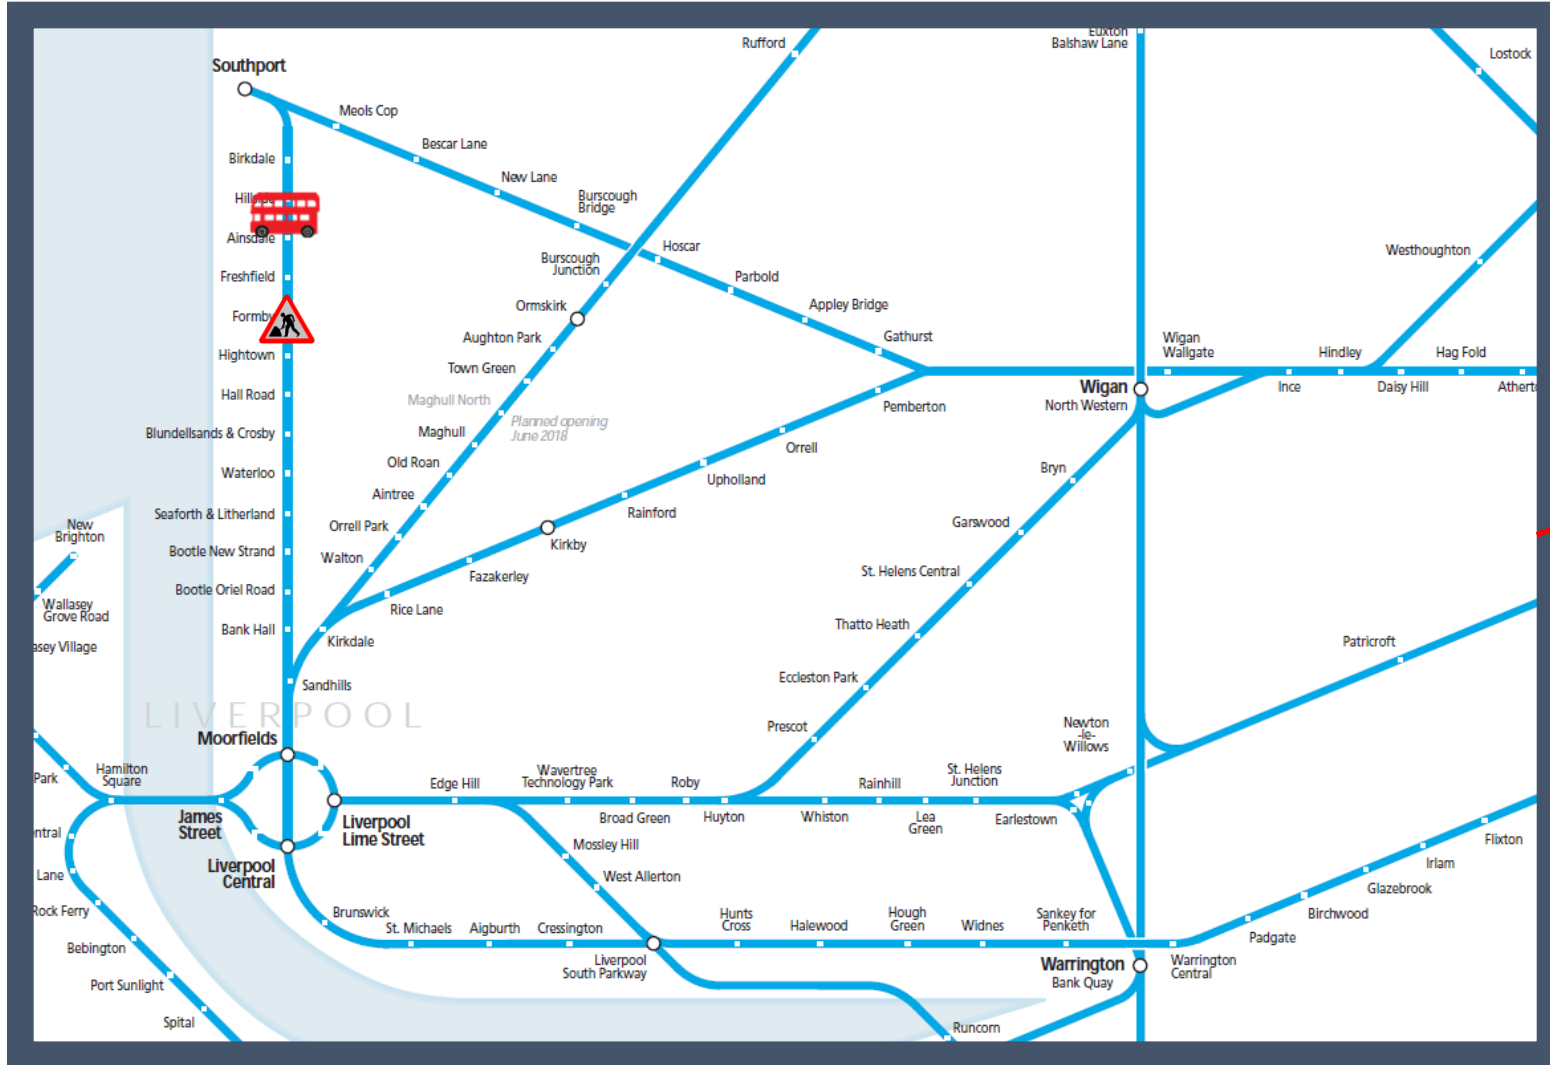 Euxton
Balshaw Lane
Rufford
Lostock
Southport
Meols Cop
Bescar Lane
New Lane
Burscough
Bridge
Hoscar
Burscough
Junction
Parbold
Appley Bridge
Gathurst
Westhoughton
Birkdale
Hillside
Ainsdale
Freshfield
Formby
Hightown
Hall Road
Blundellsands & Crosby
Waterloo
Seaforth & Litherland
Bootle New Strand
Bootle Oriel Road
Bank Hall
Sandhills
Ormskirk
Aughton Park
Town Green
Maghull North
Planned opening
June 2018
Maghull
Old Roan
Aintree
Orrell Park
Walton
Kirkdale
Rice Lane
Fazakerley
Kirkby
Rainford
Upholland
Orrell
Pemberton
Wigan
Wallgate
Wigan
North Western
Ince
Hindley
Daisy Hill
Hag Fold
Athert
Bryn
Garswood
St. Helens Central
Thatto Heath
Eccleston Park
Prescot
New
Brighton
Wallasey
Grove Road
asey Village
LIVERPOOL
Moorfields
Hamilton
Square
Park
James
Street
Liverpool
Lime Street
Liverpool
Central
ntral
Lane
Rock Ferry
Bebington
Port Sunlight
Spital
Edge Hill
Wavertree
Technology Park
Broad Green
Roby
Huyton
Whiston
Rainhill
Lea
Green
St. Helens
Junction
Earlestown
Newton
-le-
Willows
Patricroft
Mossley Hill
West Allerton
Brunswick
St. Michaels
Aigburth
Cressington
Liverpool
South Parkway
Hunts
Cross
Halewood
Hough
Green
Widnes
Sankey for
Penketh
Warrington
Bank Quay
Warrington
Central
Padgate
Birchwood
Glazebrook
Irlam
Flixton
Runcorn